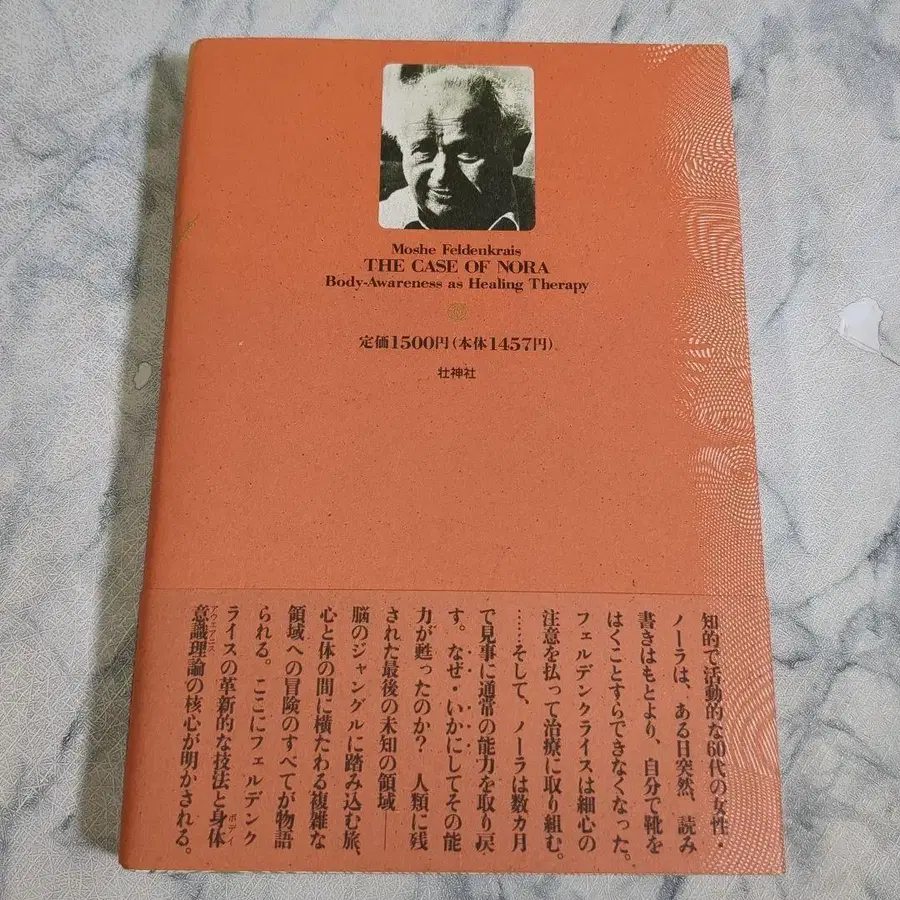 Moshe Feldenkrais
THE CASE OF NORA
Body-Awareness as Healing Therapy
定価1500円(本体1457円)
壮神社
知的で活動的な60代の女性・
ノーラは、ある日突然、読み
書きはもとより、自分で靴を
はくことすらできなくなった。
フェルデンクライスは細心の
注意を払って治療に取り組む。
……そして、ノーラは数カ月
で見事に通常の能力を取り戻
す。なぜ・いかにしてその能
力が甦ったのか? 人類に残
された最後の未知の領域——
脳のジャングルに踏み込む旅、
心と体の間に横たわる複雑な
領域への冒険のすべてが物語
られる。ここにフェルデンク
ライスの革新的な技法と身体
ボディ
意識理論の核心が明かされる。
アウェアニス